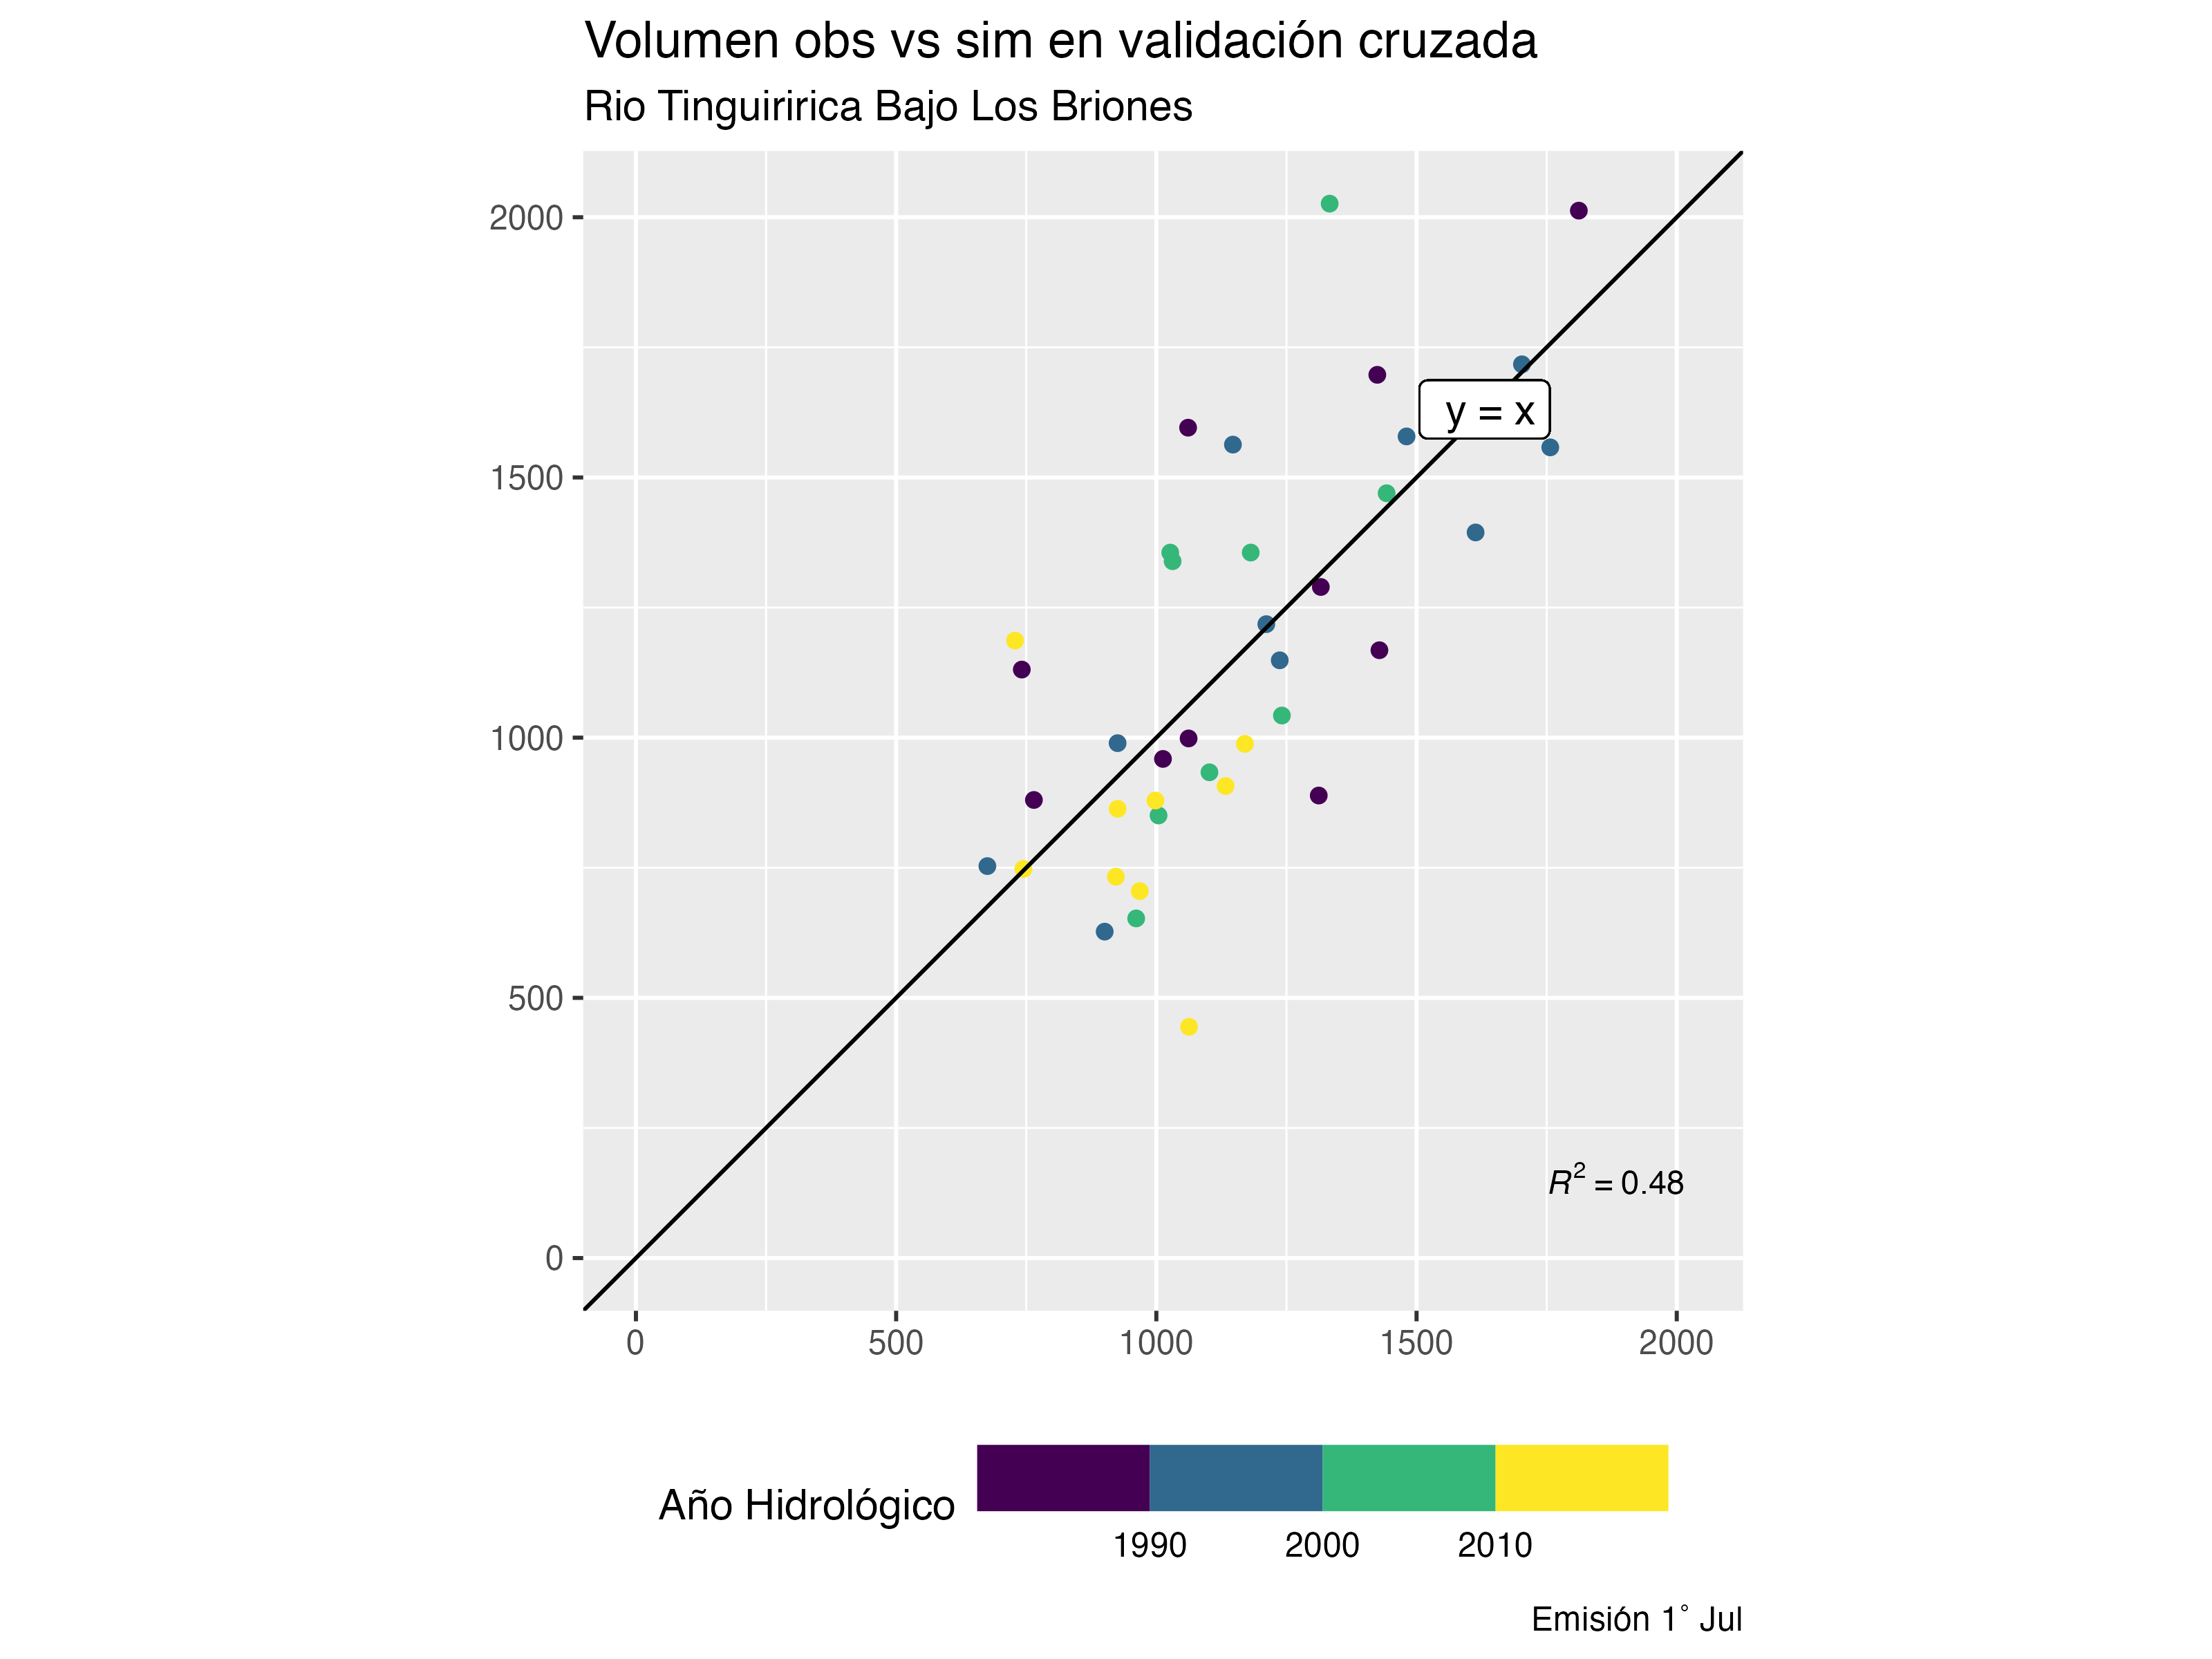 Volumen obs vs sim en validación cruzada
Rio Tinguiririca Bajo Los Briones
2000
1500
1000
500
0
y = x
R² = 0.48
0 500 1000 1500 2000
Año Hidrológico
1990 2000 2010
Emisión 1° Jul